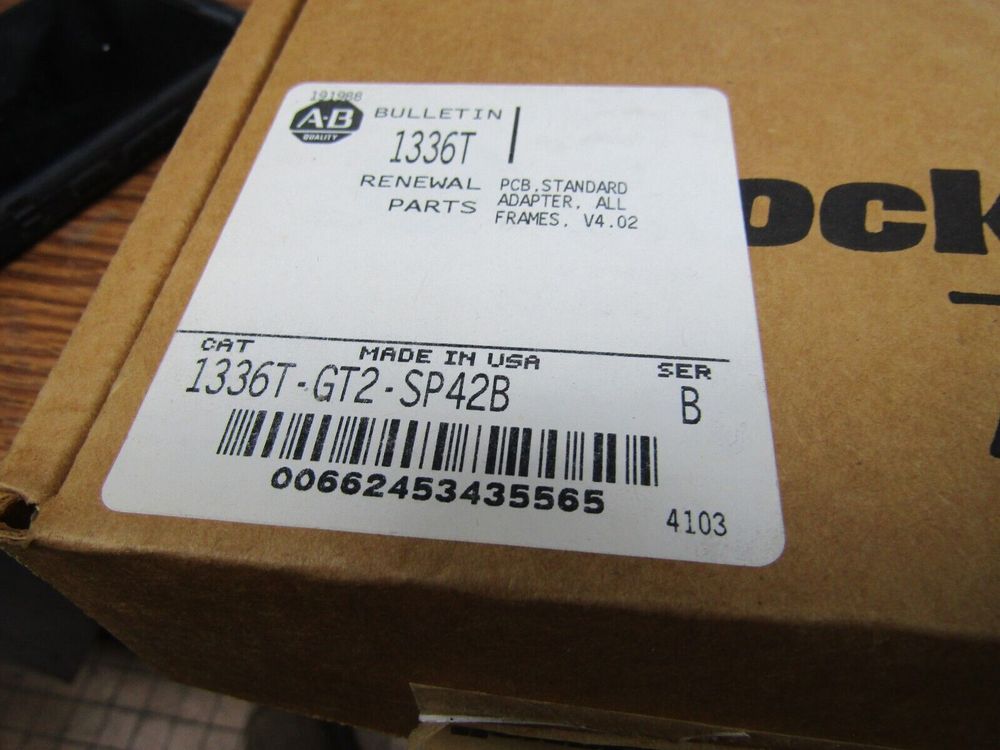 191988
A-B
QUALITY
BULLETIN
1336T
RENEWAL PARTS
PCB,STANDARD
ADAPTER, ALL
FRAMES, V4.02
CAT
MADE IN USA
SER
1336T-GT2-SP42B
B
00662453435565
4103
ock